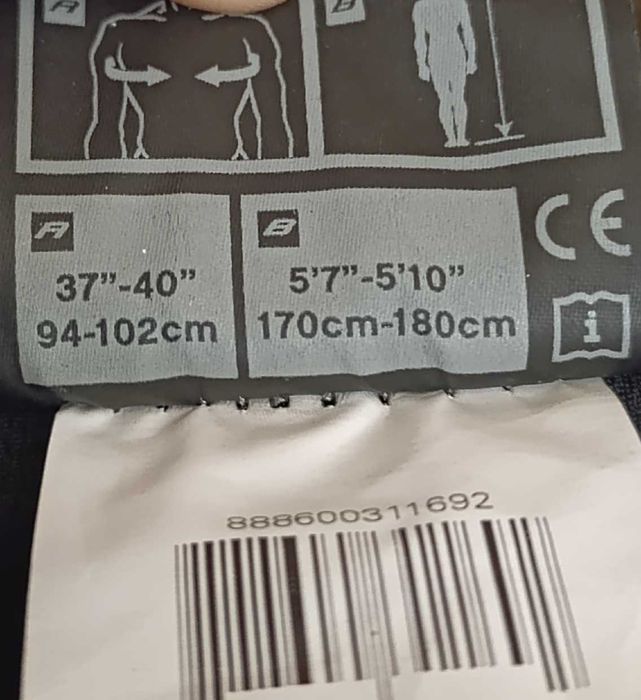 A
B
A
37"-40"
94-102cm
B
5'7"-5'10"
170cm-180cm
CE
i
888600311692